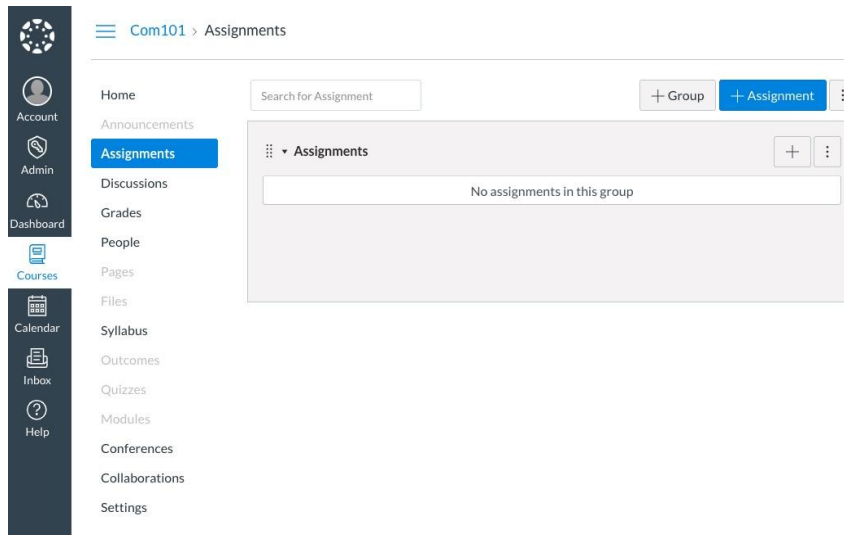 Com101 > Assignments
Account
Admin
Dashboard
Courses
Calendar
Inbox
Help
Home
Announcements
Assignments
Discussions
Grades
People
Pages
Files
Syllabus
Outcomes
Quizzes
Modules
Conferences
Collaborations
Settings
Search for Assignment
+ Group
+ Assignment
Assignments
No assignments in this group